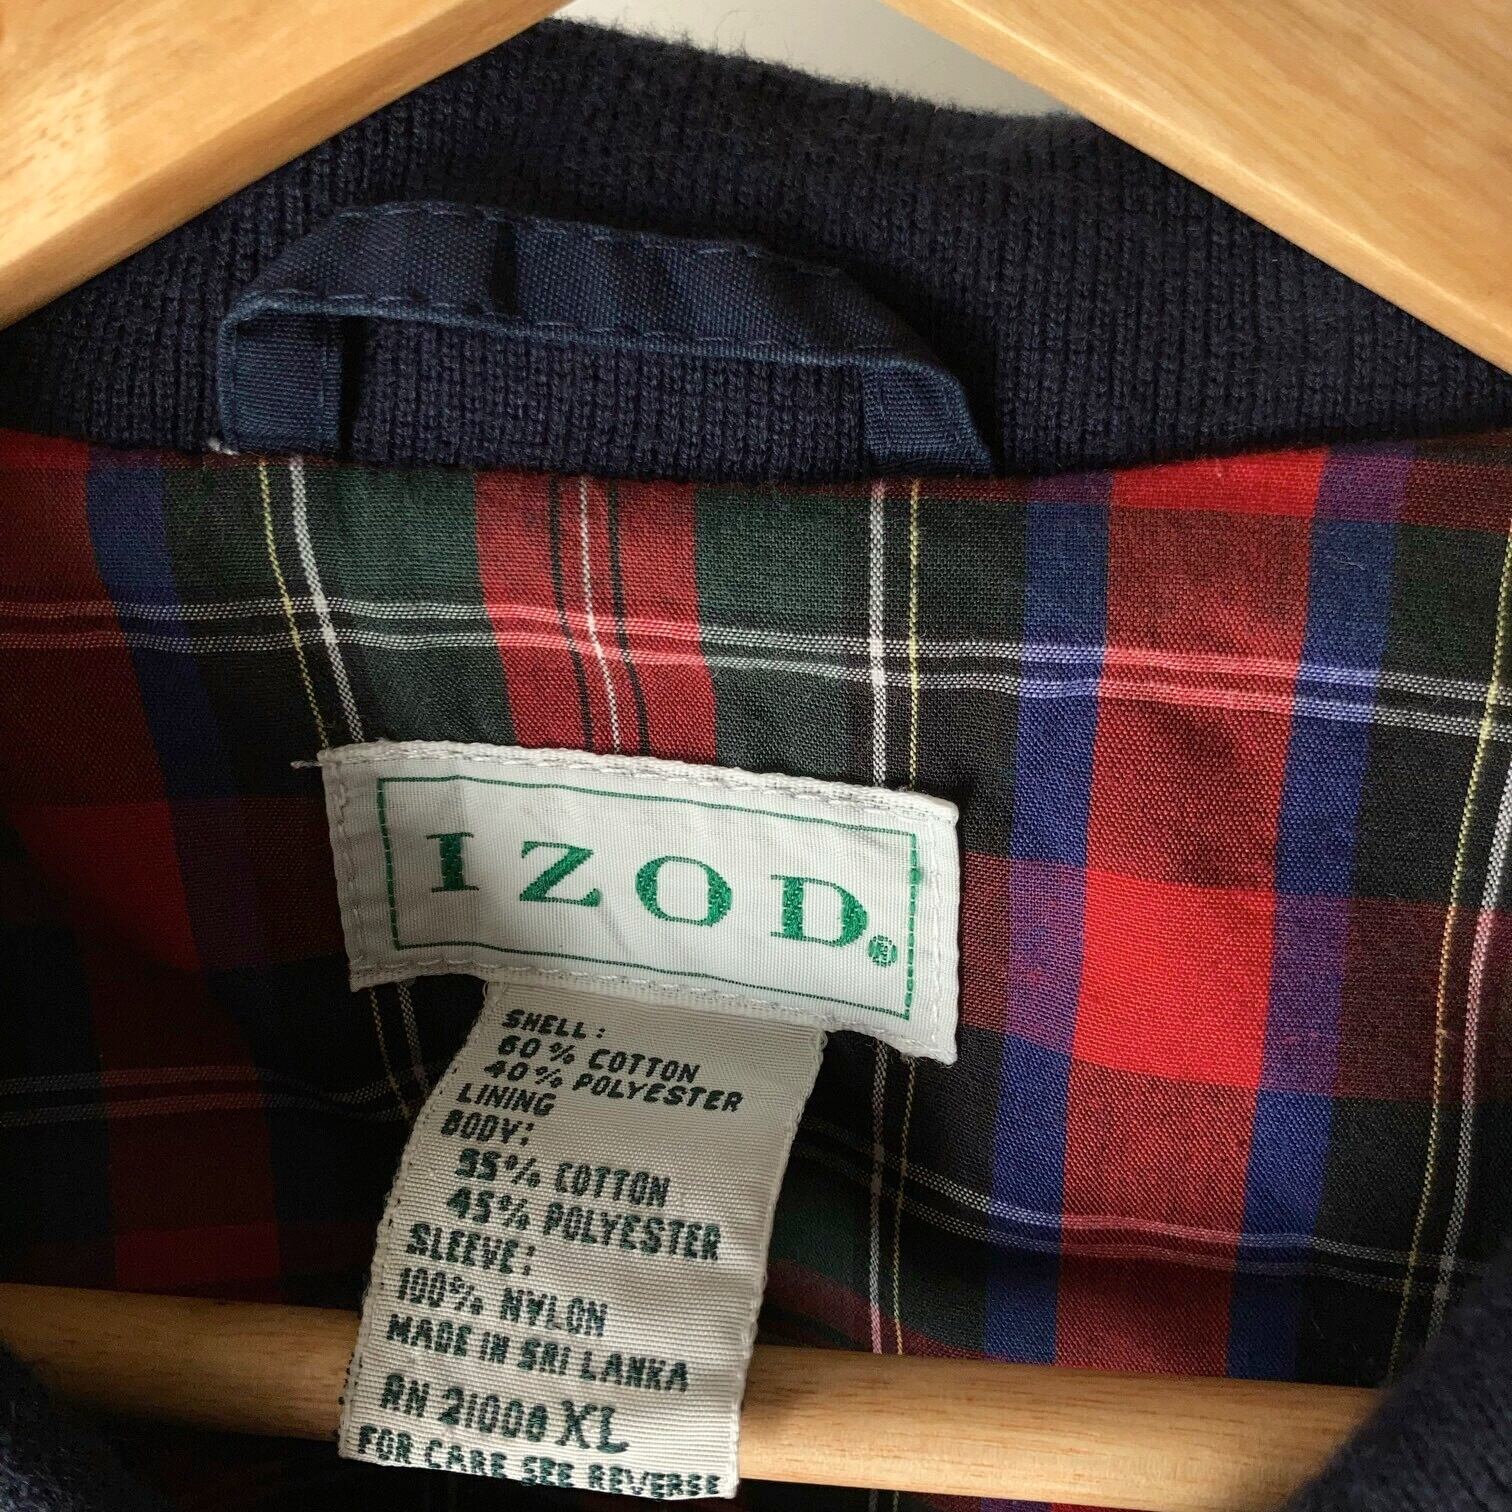 IZOD®
SHELL:
60% COTTON
40% POLYESTER
LINING
BODY:
55% COTTON
45% POLYESTER
SLEEVE:
100% NYLON
MADE IN SRI LANKA
RN 21008 XL
FOR CARE SEE REVERSE